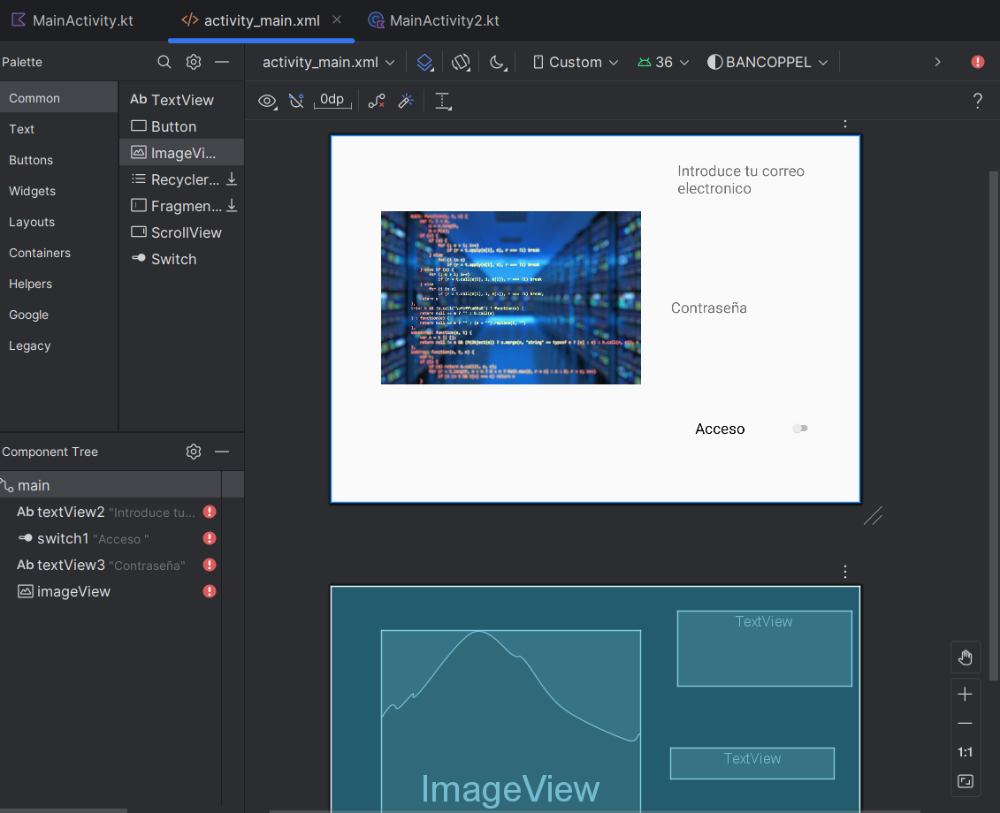 MainActivity.kt
activity_main.xml
MainActivity2.kt
Palette
activity_main.xml
Custom
36
BANCOPPEL
Common
Text
Buttons
Widgets
Layouts
Containers
Helpers
Google
Legacy
Ab TextView
Button
ImageVi...
Recycler...
Fragmen...
ScrollView
Switch
0dp
?
Introduce tu correo
electronico
Contraseña
Acceso
Component Tree
main
Ab textView2 "Introduce tu...
switch1 "Acceso "
Ab textView3 "Contraseña"
imageView
TextView
TextView
ImageView
1:1